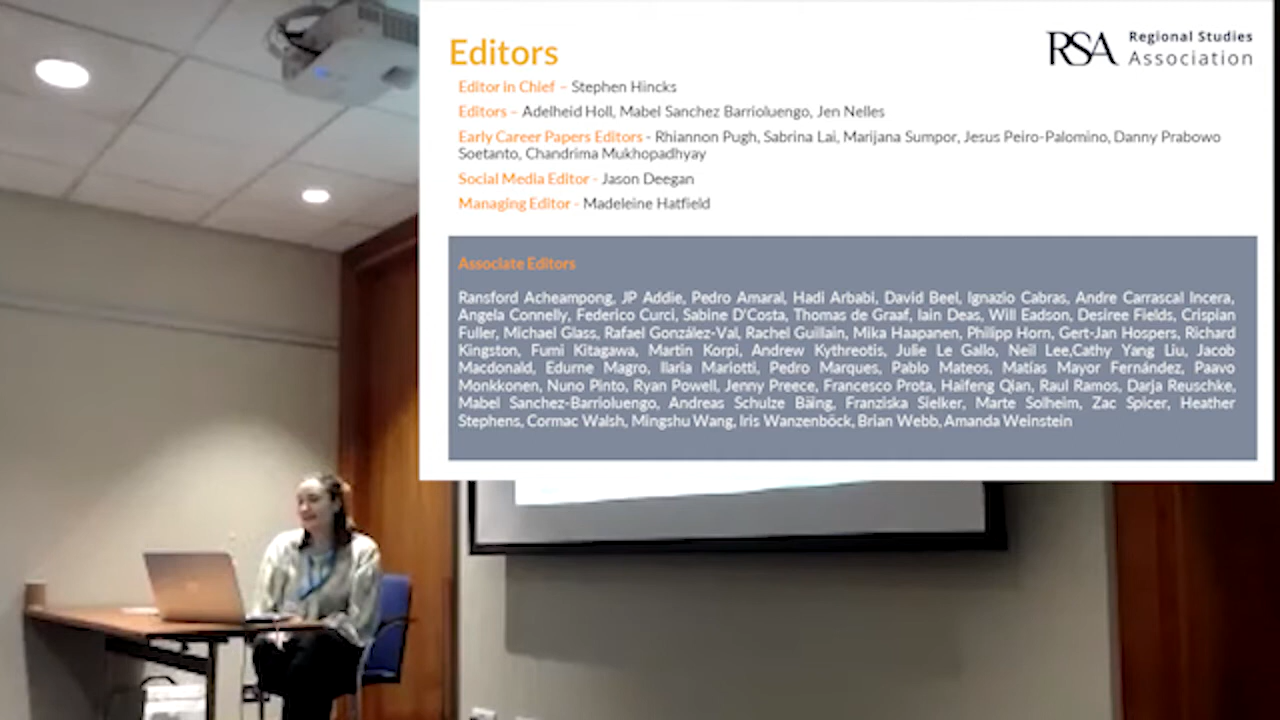 Editors
RSA Regional Studies Association
Editor in Chief – Stephen Hincks
Editors – Adelheid Holl, Mabel Sanchez Barrioluengo, Jen Nelles
Early Career Papers Editors - Rhiannon Pugh, Sabrina Lai, Marijana Sumpor, Jesus Peiro-Palomino, Danny Prabowo
Soetanto, Chandrima Mukhopadhyay
Social Media Editor - Jason Deegan
Managing Editor - Madeleine Hatfield
Associate Editors
Ransford Acheampong, JP Addie, Pedro Amaral, Hadi Arbabi, David Beel, Ignazio Cabras, Andre Carrascal Incera,
Angela Connelly, Federico Curci, Sabine D'Costa, Thomas de Graaf, Iain Deas, Will Eadson, Desiree Fields, Crispian
Fuller, Michael Glass, Rafael González-Val, Rachel Guillain, Mika Haapanen, Philipp Horn, Gert-Jan Hospers, Richard
Kingston, Fumi Kitagawa, Martin Korpi, Andrew Kythreotis, Julie Le Gallo, Neil Lee,Cathy Yang Liu, Jacob
Macdonald, Edurne Magro, Ilaria Mariotti, Pedro Marques, Pablo Mateos, Matías Mayor Fernández, Paavo
Monkkonen, Nuno Pinto, Ryan Powell, Jenny Preece, Francesco Prota, Haifeng Qian, Raul Ramos, Darja Reuschke,
Mabel Sanchez-Barrioluengo, Andreas Schulze Bäing, Franziska Sielker, Marte Solheim, Zac Spicer, Heather
Stephens, Cormac Walsh, Mingshu Wang, Iris Wanzenböck, Brian Webb, Amanda Weinstein